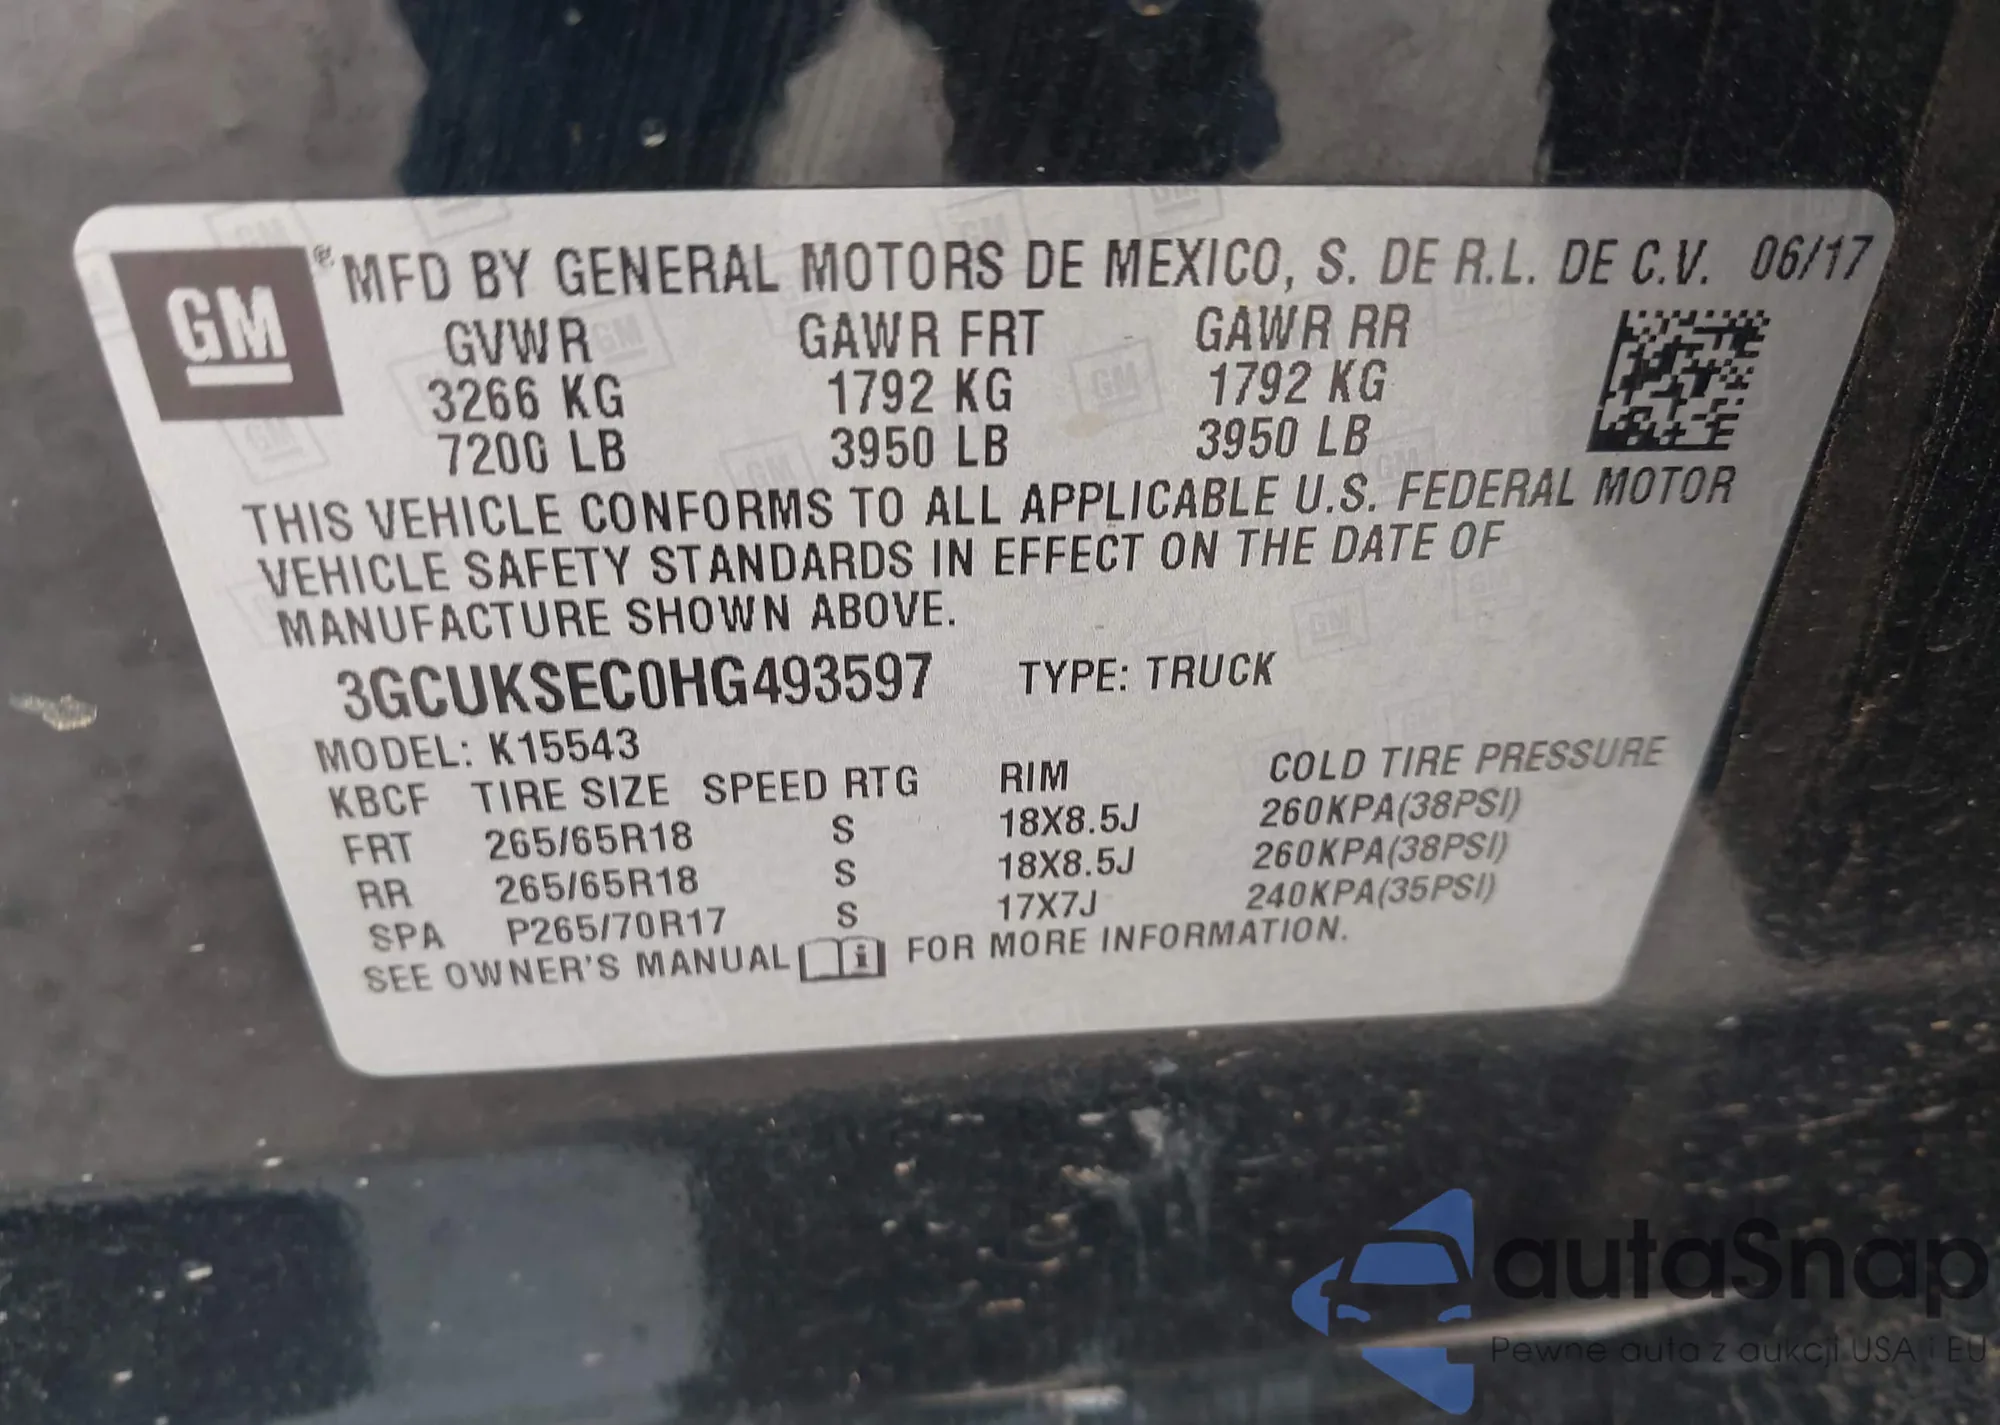 GM ® MFD BY GENERAL MOTORS DE MEXICO, S. DE R.L. DE C.V. 06/17
GVWR GAWR FRT GAWR RR
3266 KG 1792 KG 1792 KG
7200 LB 3950 LB 3950 LB
THIS VEHICLE CONFORMS TO ALL APPLICABLE U.S. FEDERAL MOTOR
VEHICLE SAFETY STANDARDS IN EFFECT ON THE DATE OF
MANUFACTURE SHOWN ABOVE.
3GCUKSEC0HG493597 TYPE: TRUCK
MODEL: K15543
KBCF TIRE SIZE SPEED RTG RIM COLD TIRE PRESSURE
FRT 265/65R18 S 18X8.5J 260KPA(38PSI)
RR 265/65R18 S 18X8.5J 260KPA(38PSI)
SPA P265/70R17 S 17X7J 240KPA(35PSI)
SEE OWNER'S MANUAL i FOR MORE INFORMATION.
autaSnap
Pewne auta z aukcji USA i EU